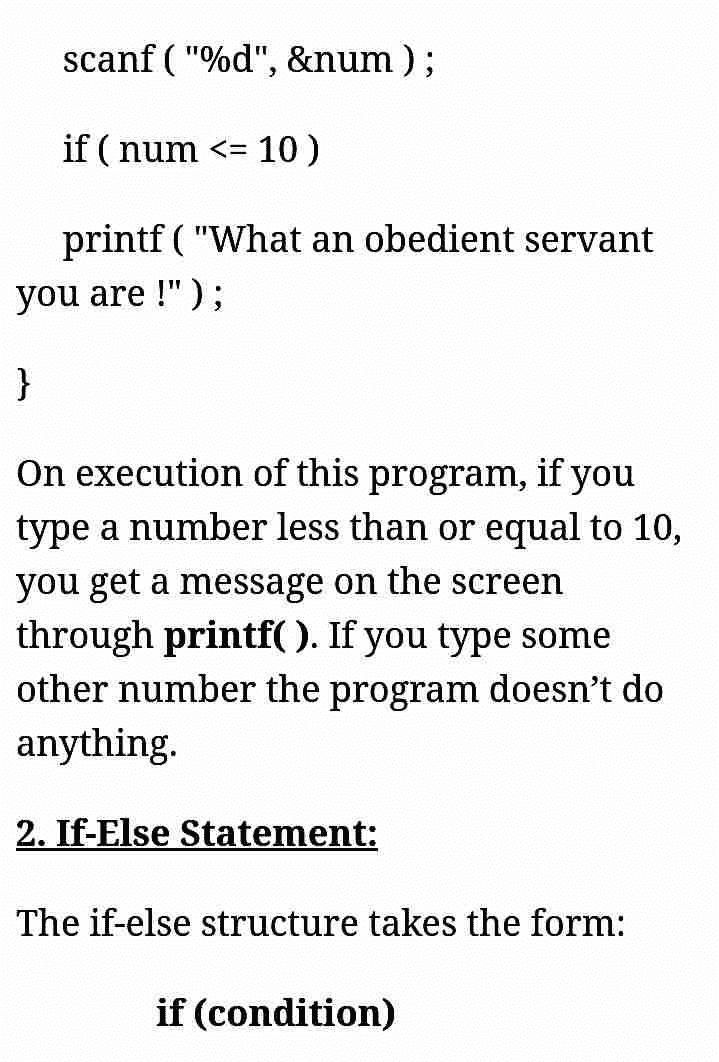 scanf ( "%d", &num ) ;
if ( num <= 10 )
printf ( "What an obedient servant
you are !" ) ;
}
On execution of this program, if you
type a number less than or equal to 10,
you get a message on the screen
through printf( ). If you type some
other number the program doesn’t do
anything.
2. If-Else Statement:
The if-else structure takes the form:
if (condition)